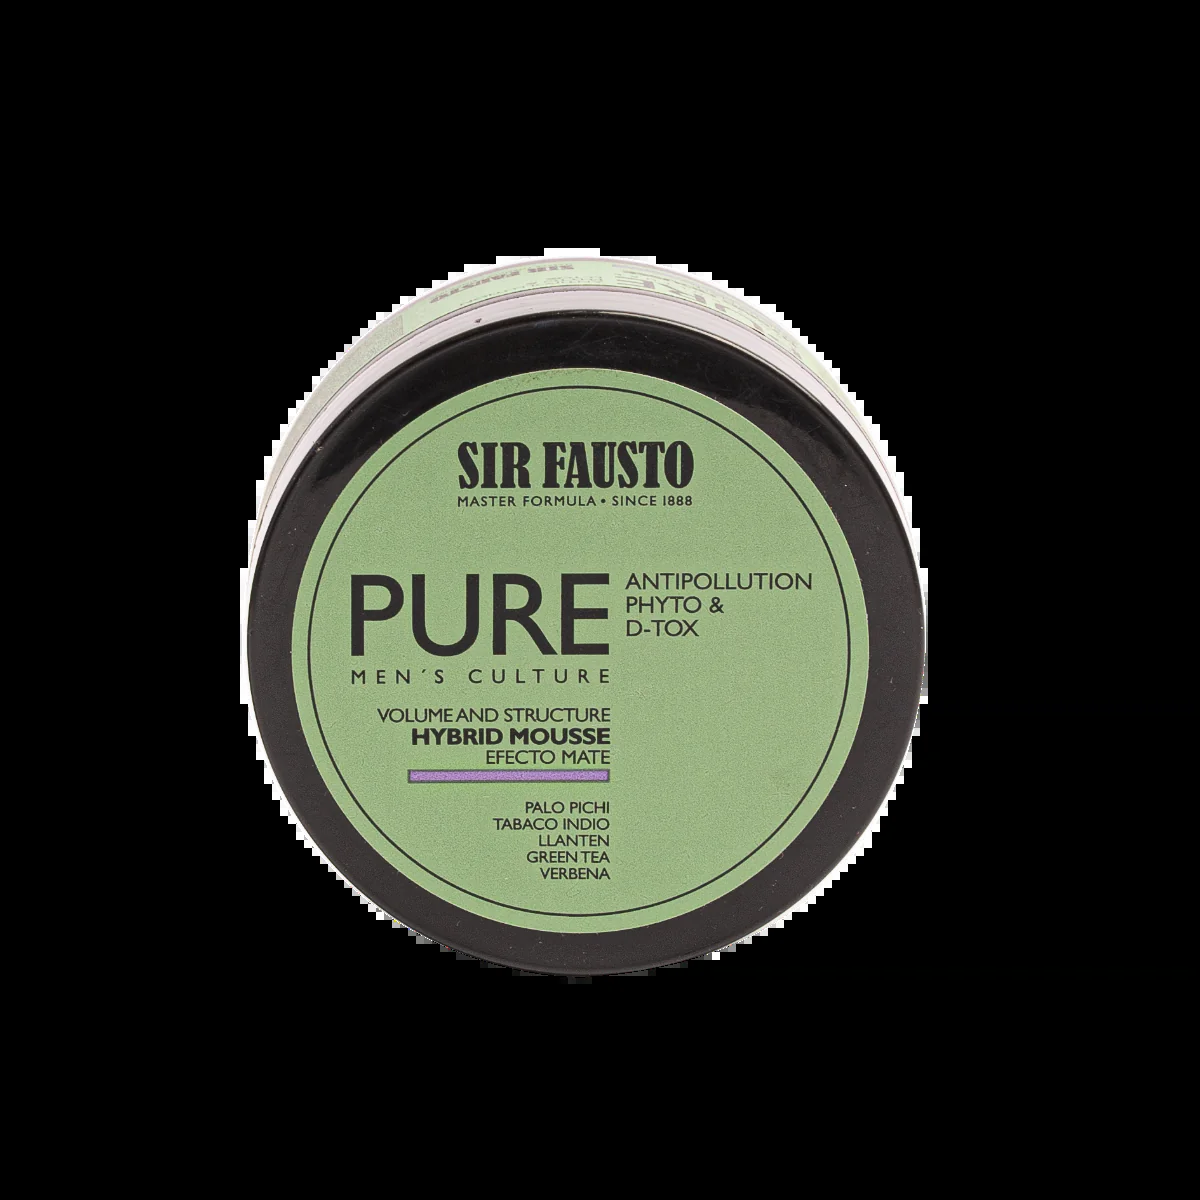 SIR FAUSTO
MASTER FORMULA • SINCE 1888
PURE
MEN´S CULTURE
ANTIPOLLUTION
PHYTO &
D-TOX
VOLUME AND STRUCTURE
HYBRID MOUSSE
EFECTO MATE
PALO PICHI
TABACO INDIO
LLANTEN
GREEN TEA
VERBENA